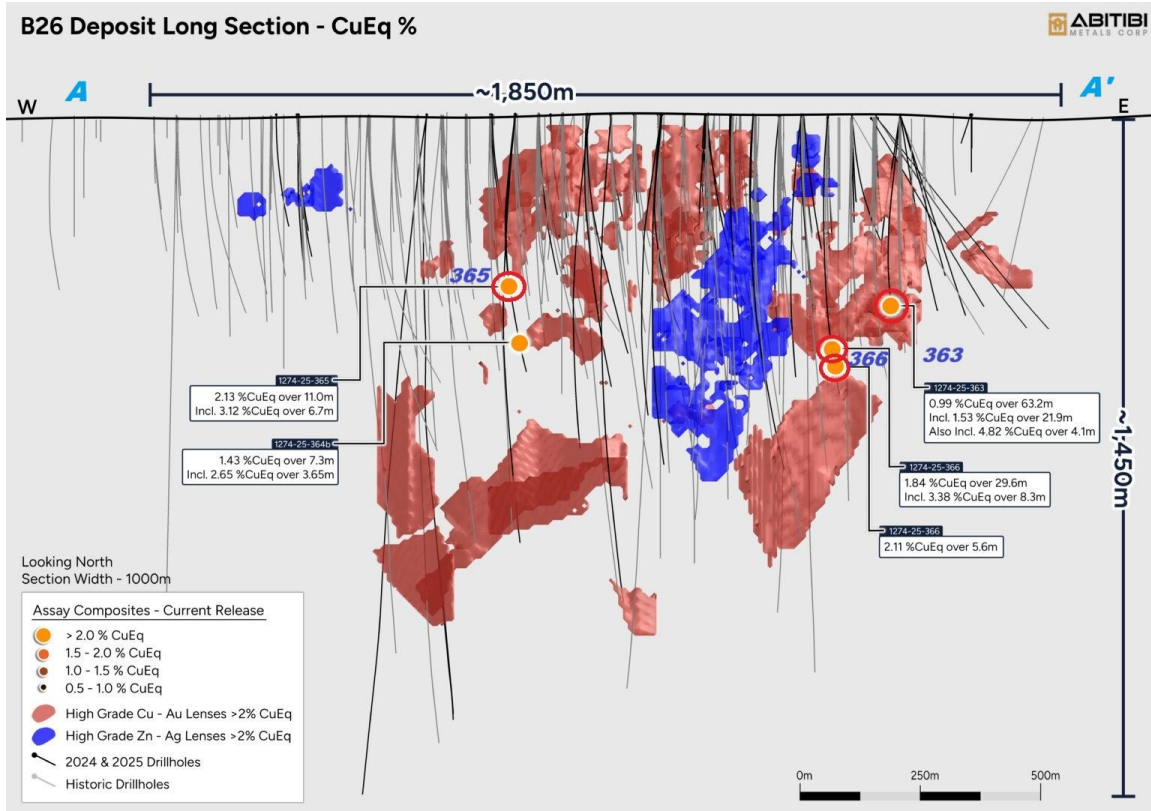 B26 Deposit Long Section - CuEq %
ABITIBI
METALS CORP
W
A
~1,850m
A'
E
365
366
363
1274-25-365
2.13 %CuEq over 11.0m
Incl. 3.12 %CuEq over 6.7m
1274-25-364b
1.43 %CuEq over 7.3m
Incl. 2.65 %CuEq over 3.65m
1274-25-363
0.99 %CuEq over 63.2m
Incl. 1.53 %CuEq over 21.9m
Also Incl. 4.82 %CuEq over 4.1m
1274-25-366
1.84 %CuEq over 29.6m
Incl. 3.38 %CuEq over 8.3m
1274-25-366
2.11 %CuEq over 5.6m
~1,450m
Looking North
Section Width - 1000m
Assay Composites - Current Release
> 2.0 % CuEq
1.5 - 2.0 % CuEq
1.0 - 1.5 % CuEq
0.5 - 1.0 % CuEq
High Grade Cu - Au Lenses >2% CuEq
High Grade Zn - Ag Lenses >2% CuEq
2024 & 2025 Drillholes
Historic Drillholes
0m 250m 500m